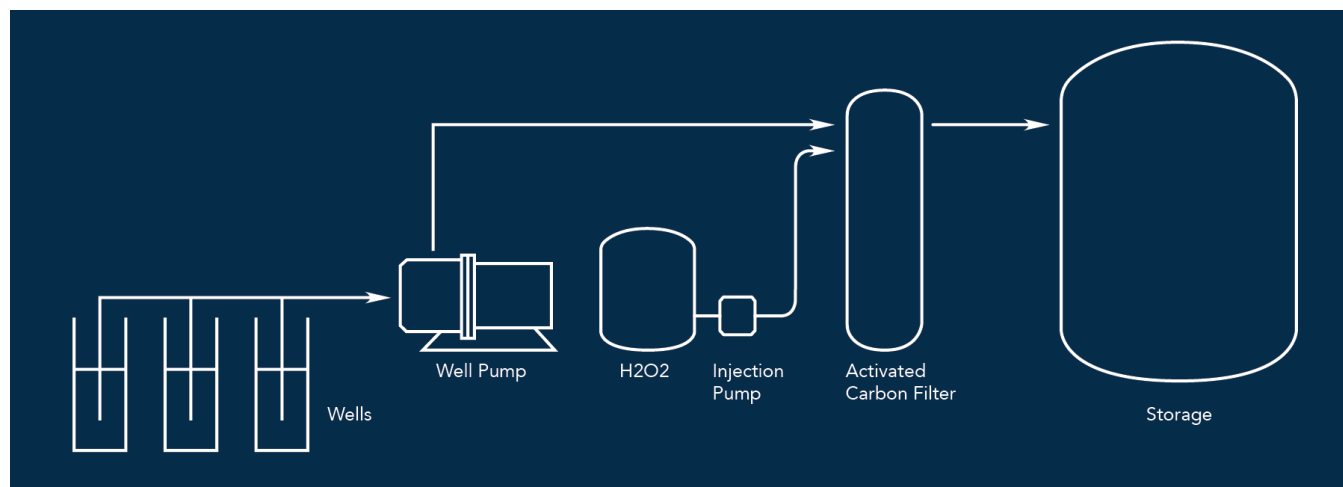 Well Pump
H2O2
Injection
Pump
Activated
Carbon Filter
Wells
Storage